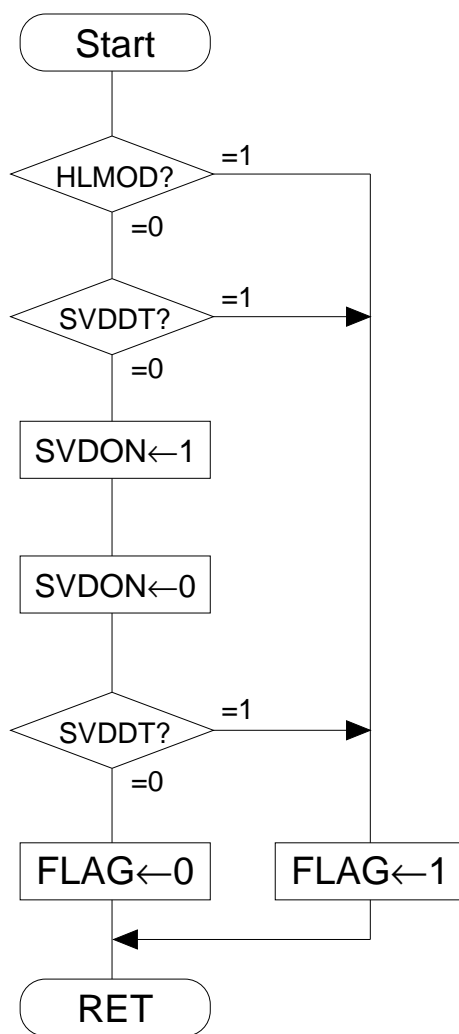 Start
HLMOD?
=1
=0
SVDDT?
=1
=0
SVDON←1
SVDON←0
SVDDT?
=1
=0
FLAG←0
FLAG←1
RET